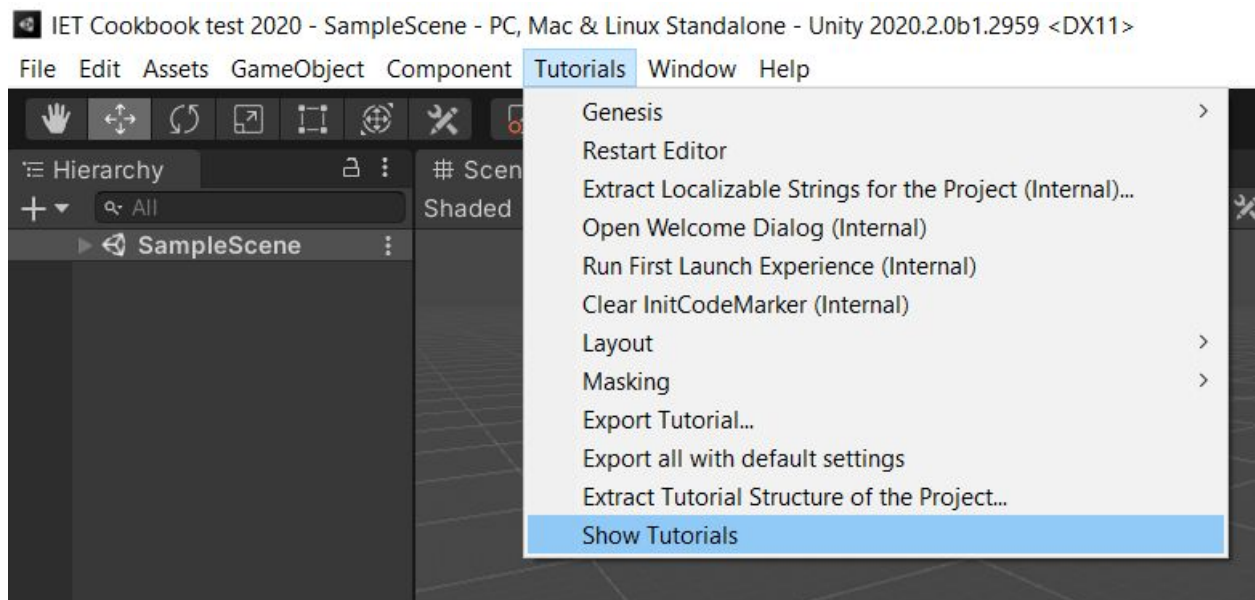 IET Cookbook test 2020 - SampleScene - PC, Mac & Linux Standalone - Unity 2020.2.0b1.2959 <DX11>
File Edit Assets GameObject Component Tutorials Window Help
Genesis
Restart Editor
Hierarchy
# Scen
Extract Localizable Strings for the Project (Internal)...
All
Shaded
Open Welcome Dialog (Internal)
SampleScene
Run First Launch Experience (Internal)
Clear InitCodeMarker (Internal)
Layout
Masking
Export Tutorial...
Export all with default settings
Extract Tutorial Structure of the Project...
Show Tutorials